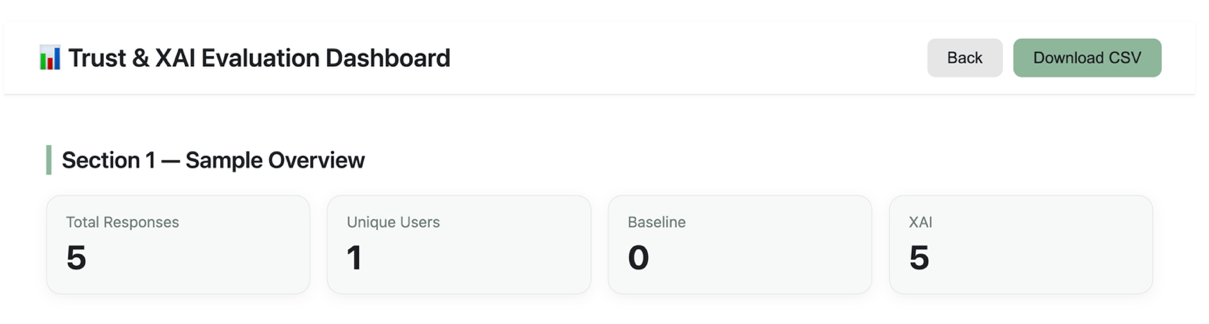 Trust & XAI Evaluation Dashboard
Back
Download CSV
Section 1 — Sample Overview
Total Responses
5
Unique Users
1
Baseline
0
XAI
5